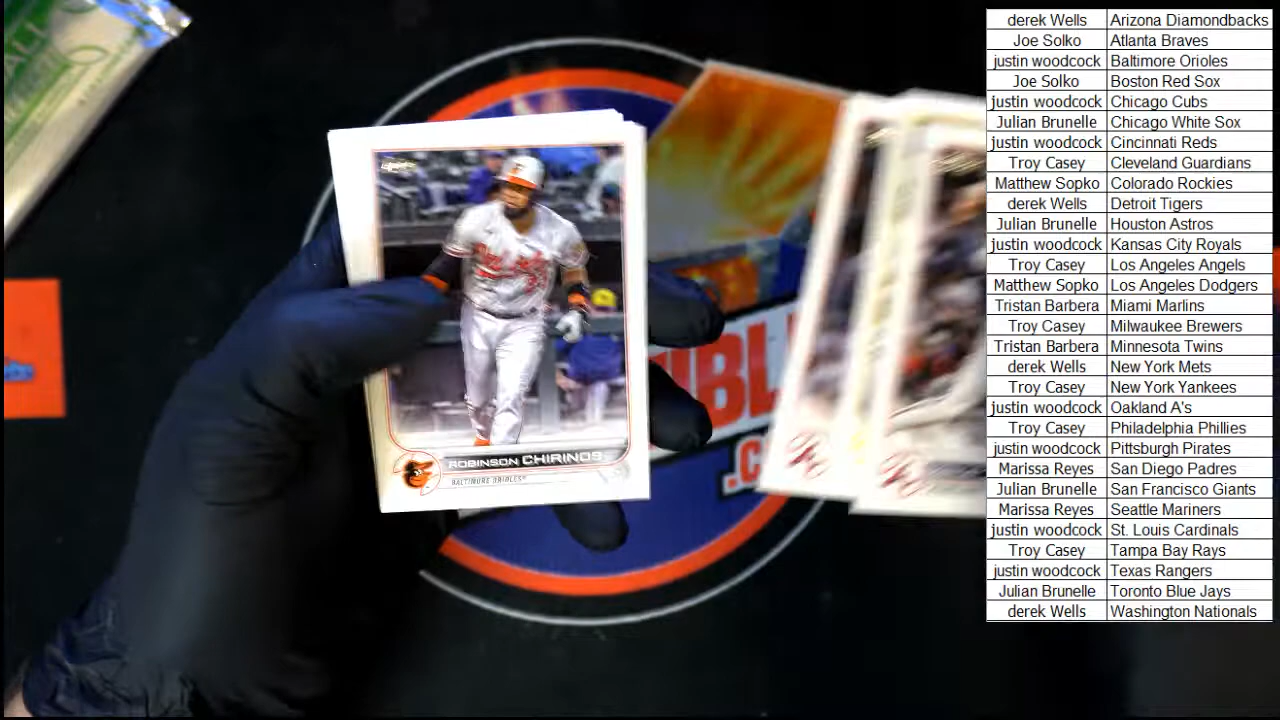 ROBINSON CHIRINOS
BALTIMORE ORIOLES
IBL
.C
derek Wells Arizona Diamondbacks
Joe Solko Atlanta Braves
justin woodcock Baltimore Orioles
Joe Solko Boston Red Sox
justin woodcock Chicago Cubs
Julian Brunelle Chicago White Sox
justin woodcock Cincinnati Reds
Troy Casey Cleveland Guardians
Matthew Sopko Colorado Rockies
derek Wells Detroit Tigers
Julian Brunelle Houston Astros
justin woodcock Kansas City Royals
Troy Casey Los Angeles Angels
Matthew Sopko Los Angeles Dodgers
Tristan Barbera Miami Marlins
Troy Casey Milwaukee Brewers
Tristan Barbera Minnesota Twins
derek Wells New York Mets
Troy Casey New York Yankees
justin woodcock Oakland A's
Troy Casey Philadelphia Phillies
justin woodcock Pittsburgh Pirates
Marissa Reyes San Diego Padres
Julian Brunelle San Francisco Giants
Marissa Reyes Seattle Mariners
justin woodcock St. Louis Cardinals
Troy Casey Tampa Bay Rays
justin woodcock Texas Rangers
Julian Brunelle Toronto Blue Jays
derek Wells Washington Nationals